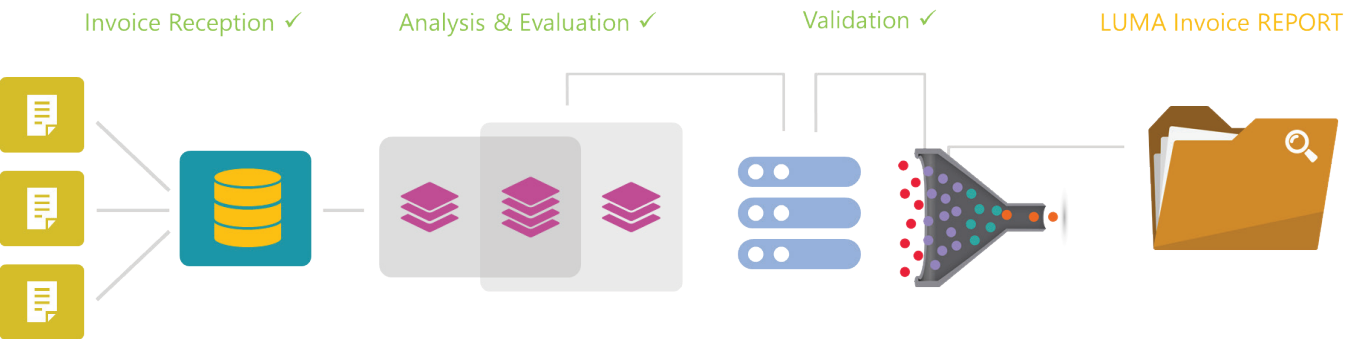 Invoice Reception ✓
Analysis & Evaluation ✓
Validation ✓
LUMA Invoice REPORT